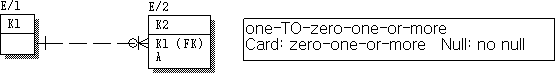 E/1
K1
E/2
K2
K1 (FK)
A
one-TO-zero-one-or-more
Card: zero-one-or-more Null: no null